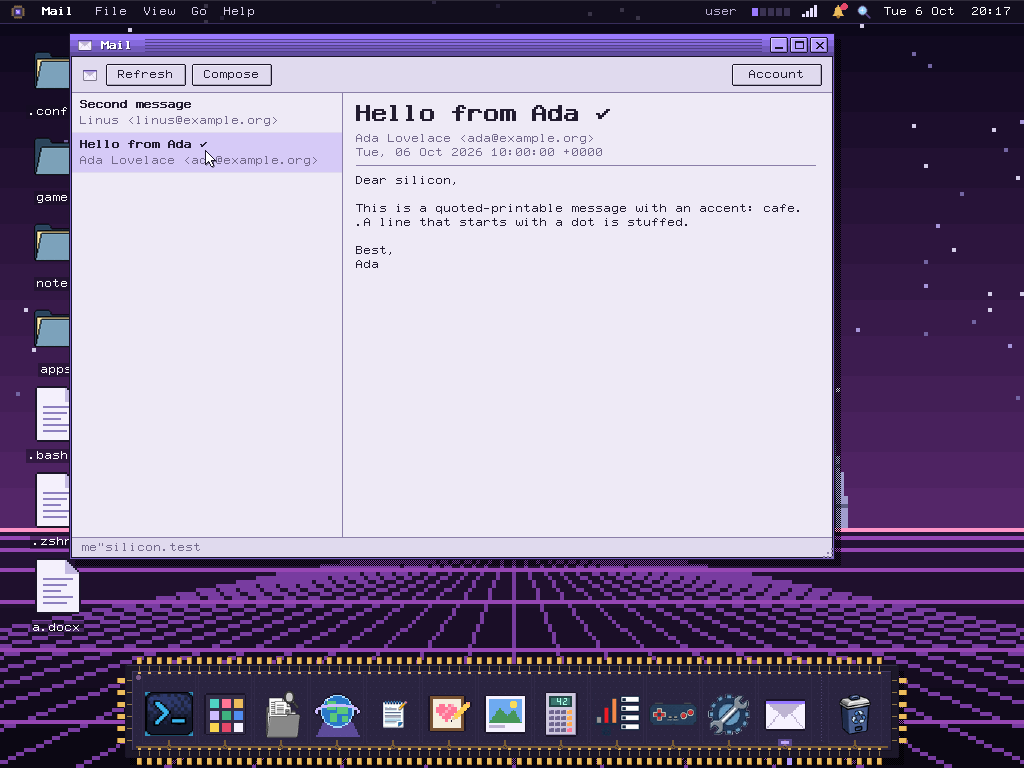 Mail File View Go Help user Tue 6 Oct 20:17
Mail
Refresh Compose Account
Second message
Linus <linus@example.org>
Hello from Ada ✓
Ada Lovelace <ada@example.org>
Hello from Ada ✓
Ada Lovelace <ada@example.org>
Tue, 06 Oct 2026 10:00:00 +0000
Dear silicon,
This is a quoted-printable message with an accent: cafe.
.A line that starts with a dot is stuffed.
Best,
Ada
me"silicon.test
.conf
game
note
apps
.bash
.zshr
a.docx
42